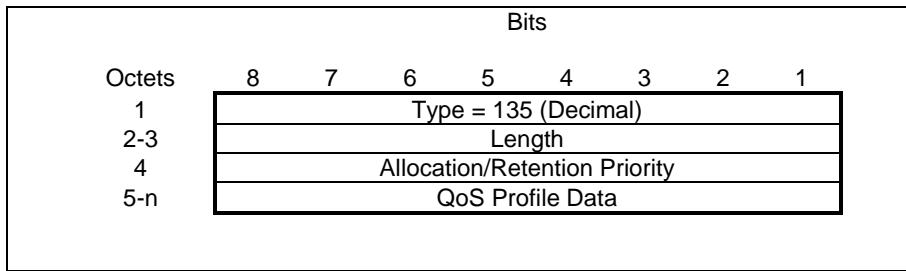 Bits
Octets 8 7 6 5 4 3 2 1
1 Type = 135 (Decimal)
2-3 Length
4 Allocation/Retention Priority
5-n QoS Profile Data